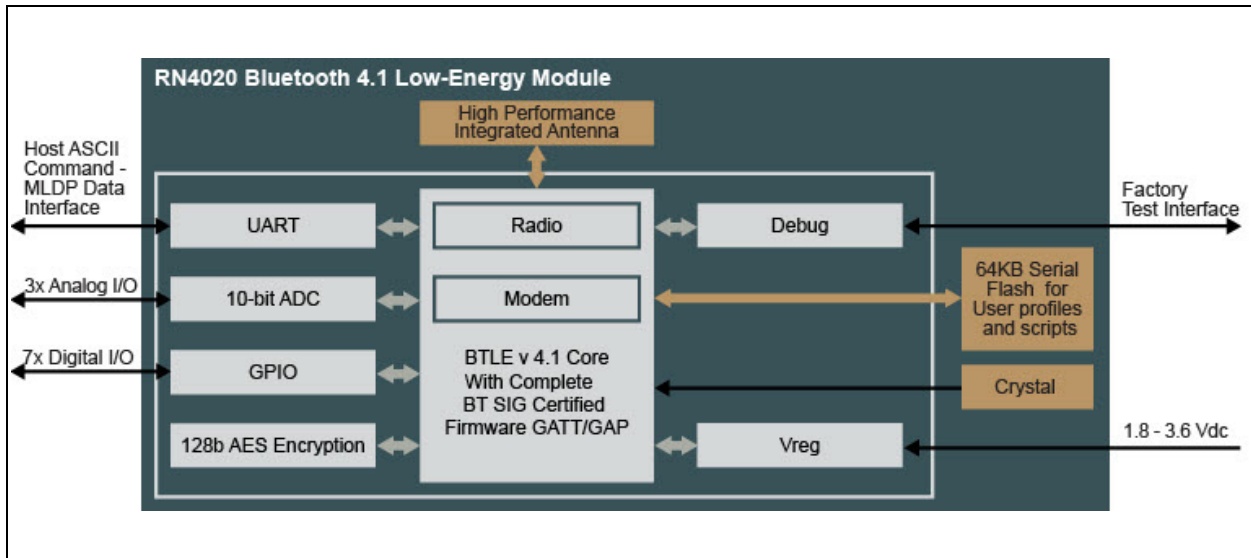 RN4020 Bluetooth 4.1 Low-Energy Module
High Performance
Integrated Antenna
Host ASCII
Command -
MLDP Data
Interface
UART
Radio
Debug
Factory
Test Interface
3x Analog I/O
10-bit ADC
Modem
64KB Serial
Flash for
User profiles
and scripts
7x Digital I/O
GPIO
BTLE v 4.1 Core
With Complete
BT SIG Certified
Firmware GATT/GAP
Crystal
128b AES Encryption
Vreg
1.8 - 3.6 Vdc